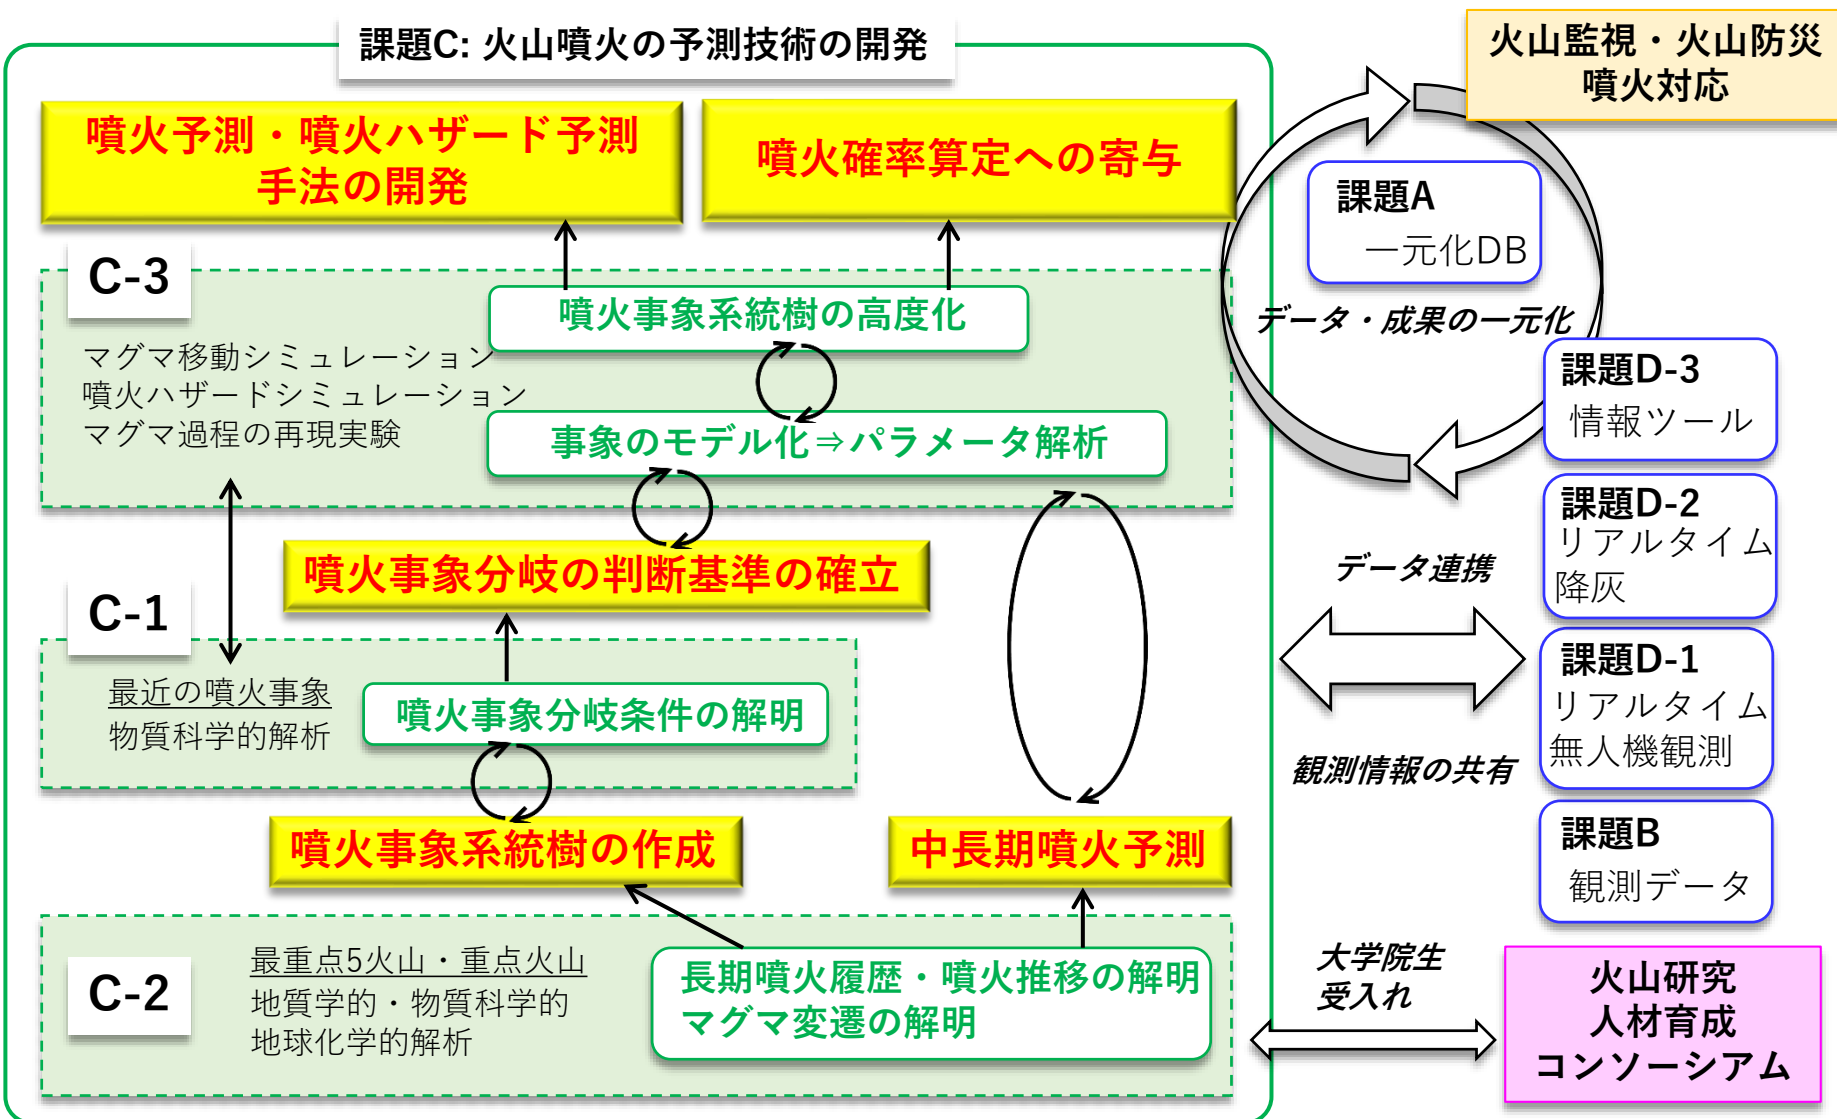 課題C: 火山噴火の予測技術の開発
噴火予測・噴火ハザード予測
手法の開発
噴火確率算定への寄与
C-3
噴火事象系統樹の高度化
マグマ移動シミュレーション
噴火ハザードシミュレーション
マグマ過程の再現実験
事象のモデル化⇒パラメータ解析
噴火事象分岐の判断基準の確立
C-1
最近の噴火事象
物質科学的解析
噴火事象分岐条件の解明
噴火事象系統樹の作成
中長期噴火予測
C-2
最重点5火山・重点火山
地質学的・物質科学的
地球化学的解析
長期噴火履歴・噴火推移の解明
マグマ変遷の解明
火山監視・火山防災
噴火対応
課題A
一元化DB
データ・成果の一元化
課題D-3
情報ツール
課題D-2
リアルタイム
降灰
データ連携
課題D-1
リアルタイム
無人機観測
観測情報の共有
課題B
観測データ
大学院生
受入れ
火山研究
人材育成
コンソーシアム